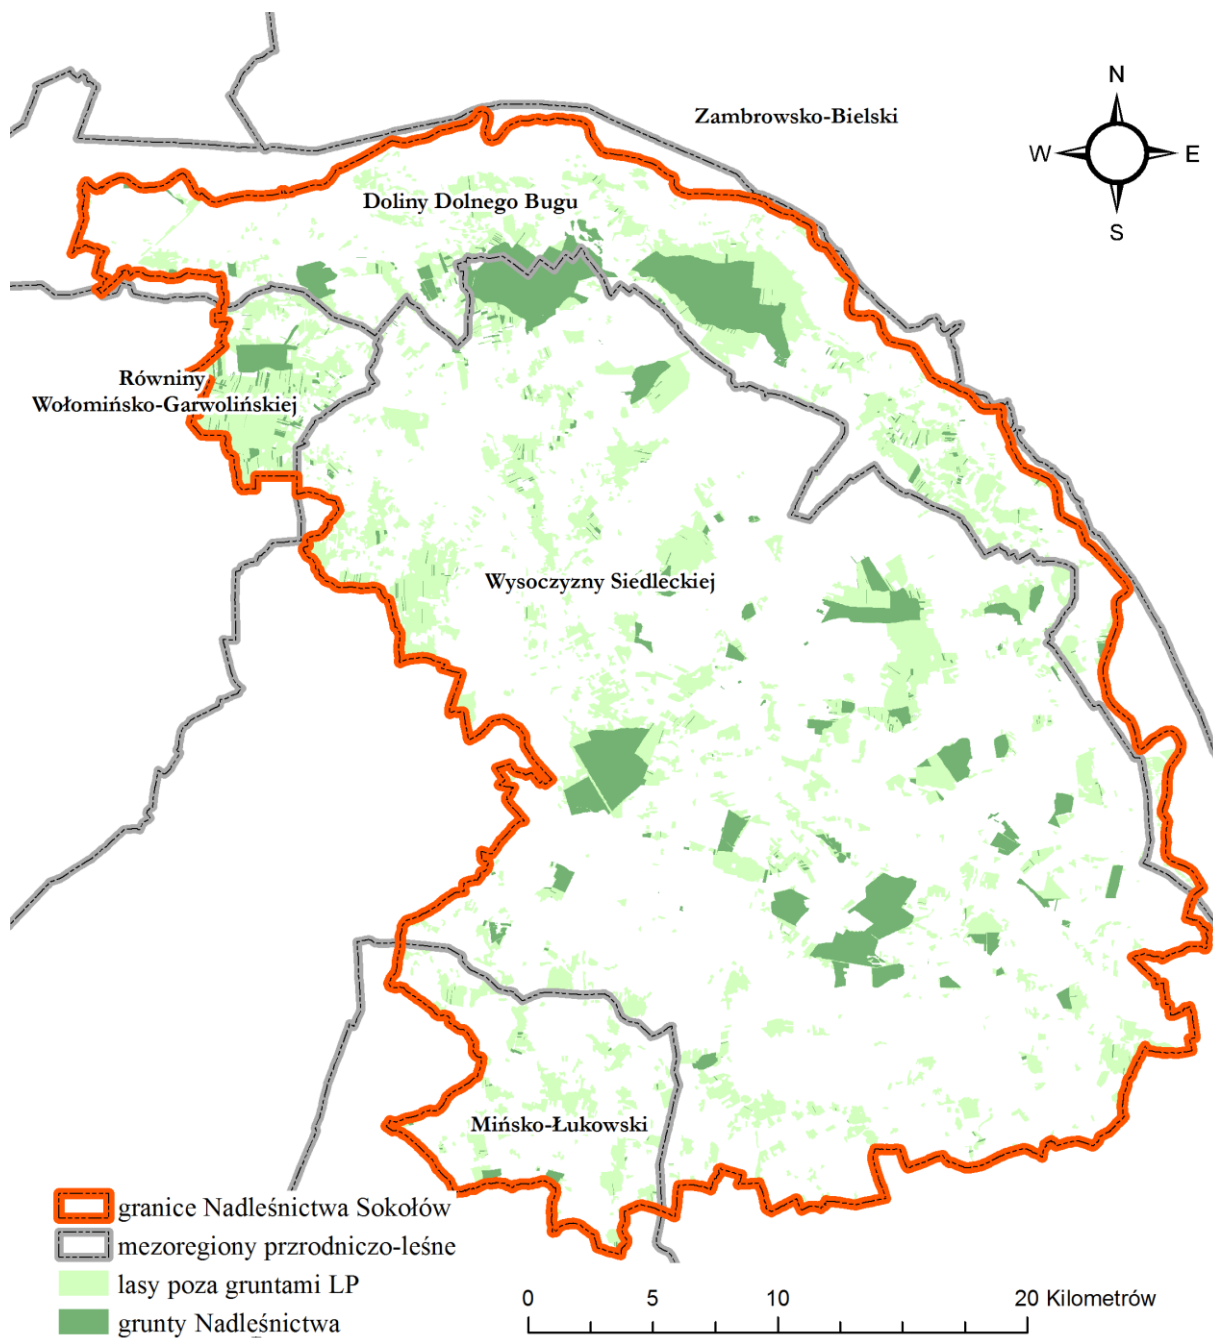 Zambrowsko-Bielski
N
W
E
S
Doliny Dolnego Bugu
Równiny
Wołomińsko-Garwolińskiej
Wysoczyzny Siedleckiej
Mińsko-Łukowski
granice Nadleśnictwa Sokołów
mezoregiony przrodniczo-leśne
lasy poza gruntami LP
grunty Nadleśnictwa
0 5 10 20 Kilometrów